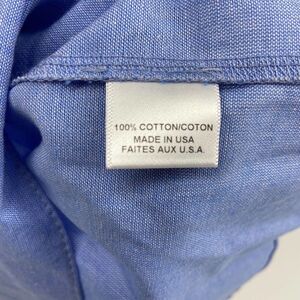 100% COTTON/COTON
MADE IN USA
FAITES AUX U.S.A.